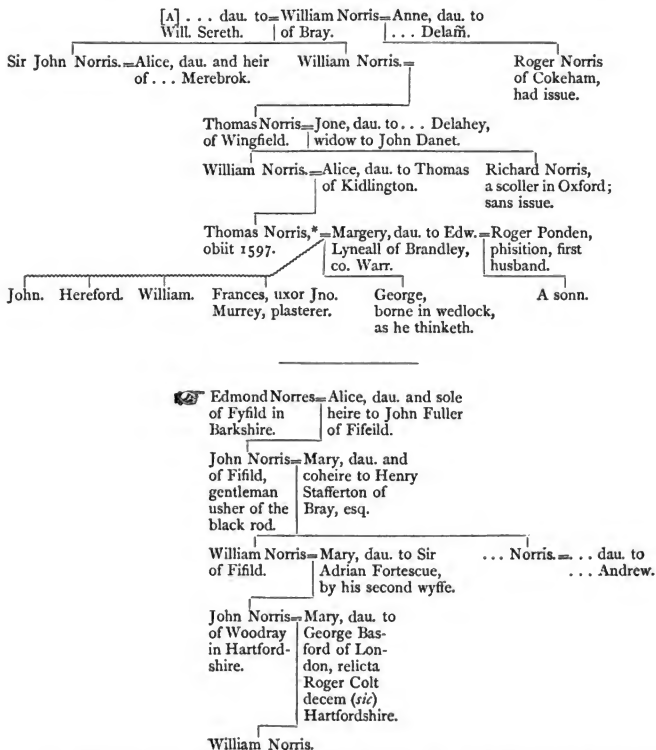 [A] . . . dau. to=William Norris=Anne, dau. to
Will. Sereth. of Bray. . . . Delam̃.
Sir John Norris.=Alice, dau. and heir William Norris.= Roger Norris
of . . . Merebrok. of Cokeham,
had issue.
Thomas Norris=Jone, dau. to . . . Delahey,
of Wingfield. widow to John Danet.
William Norris.=Alice, dau. to Thomas Richard Norris,
of Kidlington. a scoller in Oxford;
sans issue.
Thomas Norris,*=Margery, dau. to Edw.=Roger Ponden,
obiit 1597. Lyneall of Brandley, phisition, first
co. Warr. husband.
John. Hereford. William. Frances, uxor Jno. George, A sonn.
Murrey, plasterer. borne in wedlock,
as he thinketh.
☞ Edmond Norres=Alice, dau. and sole
of Fyfild in heire to John Fuller
Barkshire. of Fifeild.
John Norris=Mary, dau. and
of Fifild, coheire to Henry
gentleman Stafferton of
usher of the Bray, esq.
black rod.
William Norris=Mary, dau. to Sir . . . Norris.=. . . dau. to
of Fifild. Adrian Fortescue, . . . Andrew.
by his second wyffe.
John Norris=Mary, dau. to
of Woodray George Bas-
in Hartford- ford of Lon-
shire. don, relicta
Roger Colt
decem (sic)
Hartfordshire.
William Norris.